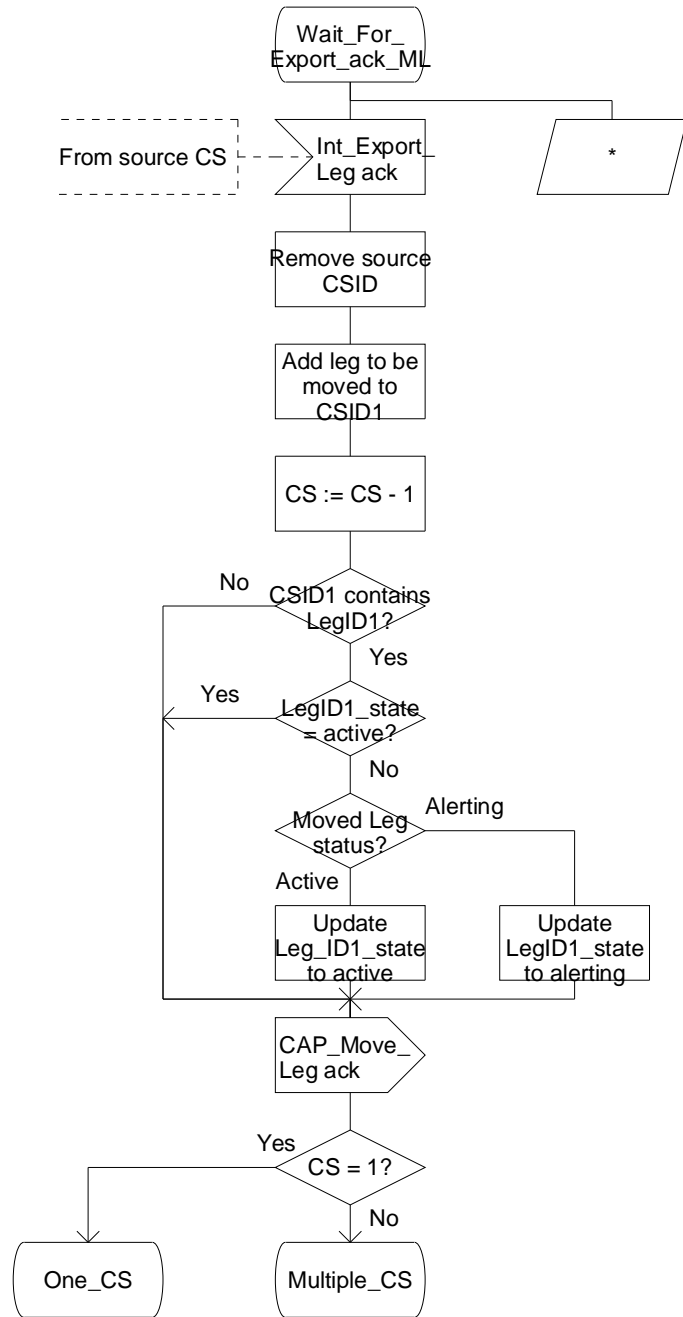 Wait_For_
Export_ack_ML
From source CS
Int_Export_
Leg ack
*
Remove source
CSID
Add leg to be
moved to
CSID1
CS := CS - 1
No
CSID1 contains
LegID1?
Yes
Yes
LegID1_state
= active?
No
Moved Leg
status?
Alerting
Active
Update
Leg_ID1_state
to active
Update
LegID1_state
to alerting
CAP_Move_
Leg ack
Yes
CS = 1?
No
One_CS
Multiple_CS